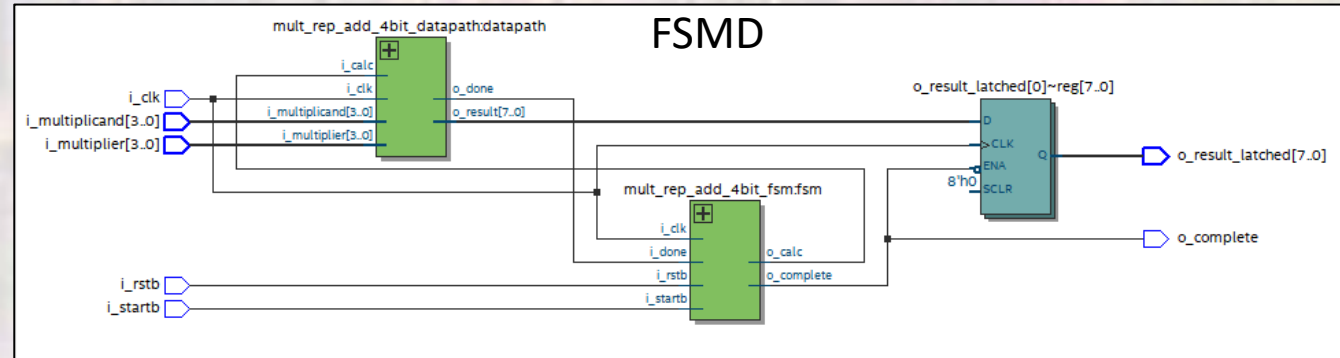 FSMD
mult_rep_add_4bit_datapath:datapath
i_calc
i_clk
i_multiplicand[3..0]
i_multiplier[3..0]
o_done
o_result[7..0]
i_clk
i_multiplicand[3..0]
i_multiplier[3..0]
o_result_latched[0]~reg[7..0]
D
CLK
ENA
SCLR
Q
8'h0
o_result_latched[7..0]
mult_rep_add_4bit_fsm:fsm
i_clk
i_done
i_rstb
i_startb
o_calc
o_complete
o_complete
i_rstb
i_startb